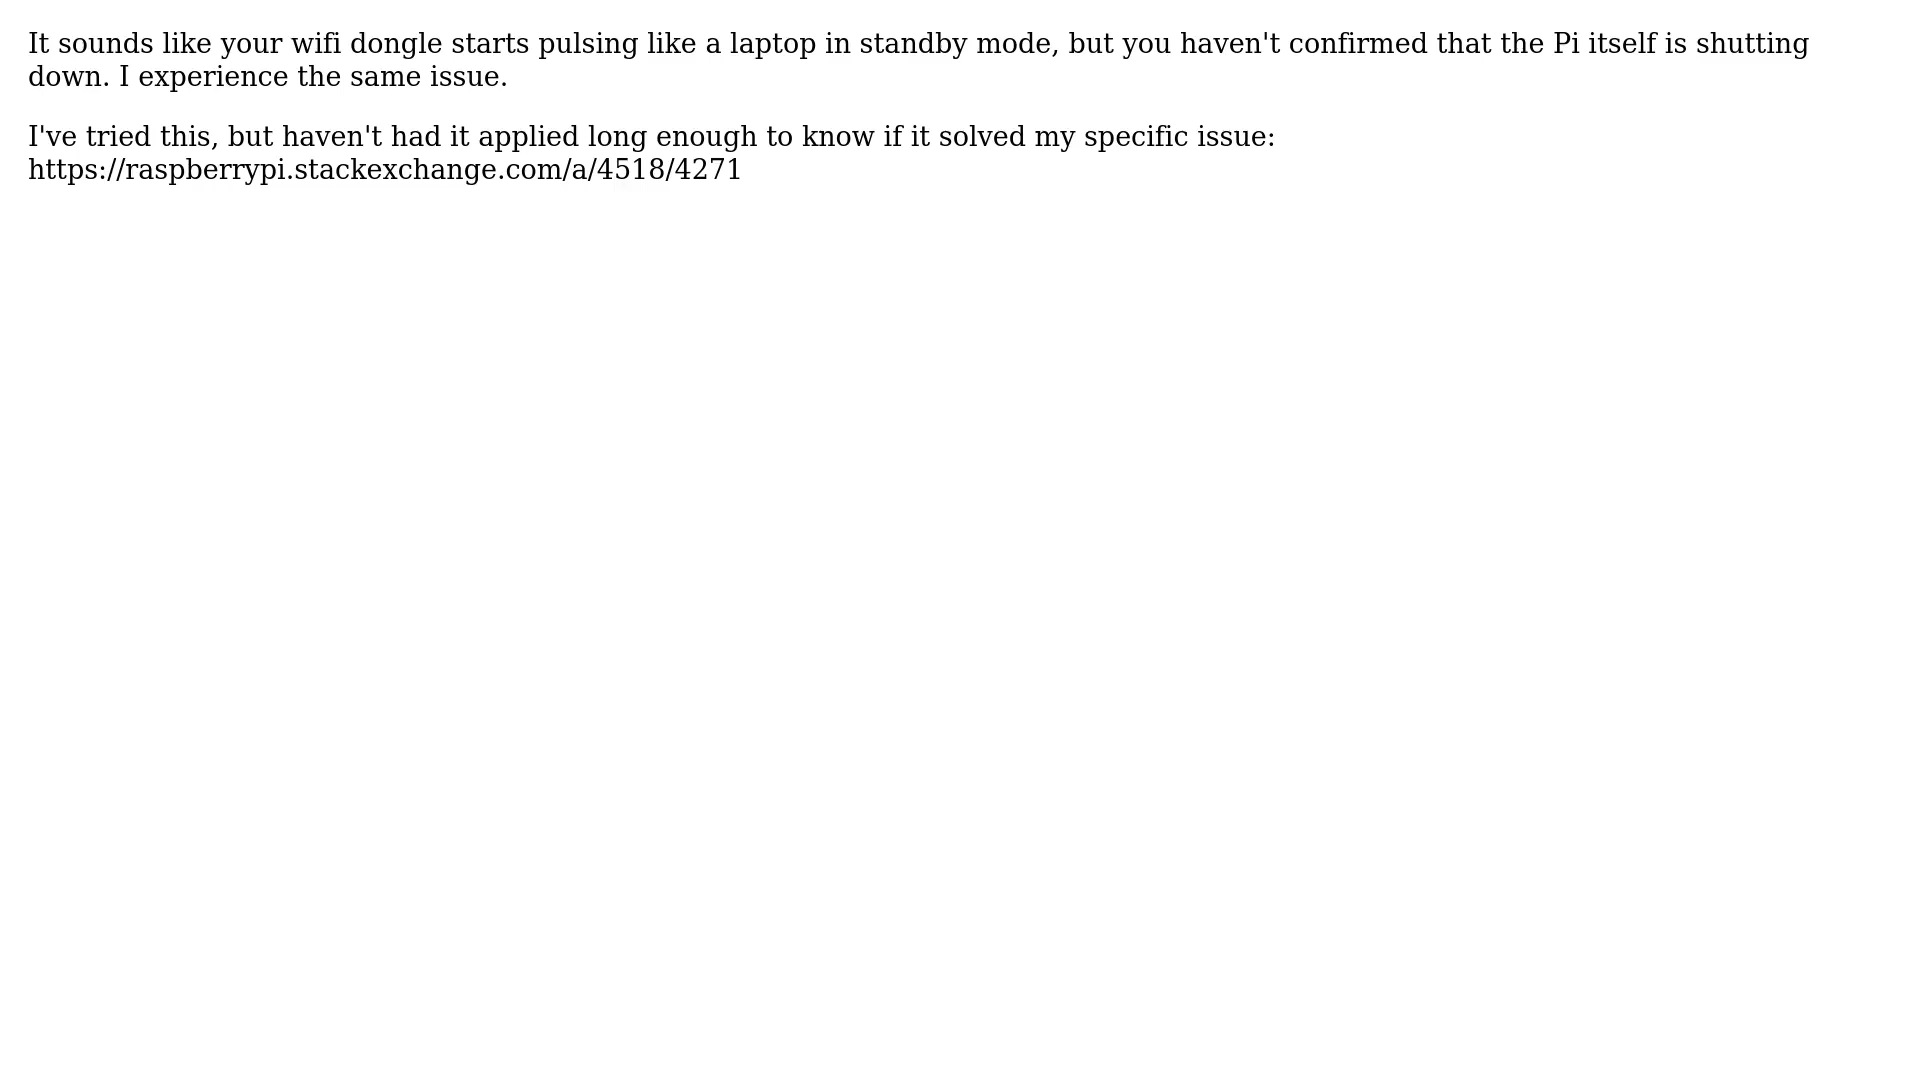 It sounds like your wifi dongle starts pulsing like a laptop in standby mode, but you haven't confirmed that the Pi itself is shutting
down. I experience the same issue.
I've tried this, but haven't had it applied long enough to know if it solved my specific issue:
https://raspberrypi.stackexchange.com/a/4518/4271